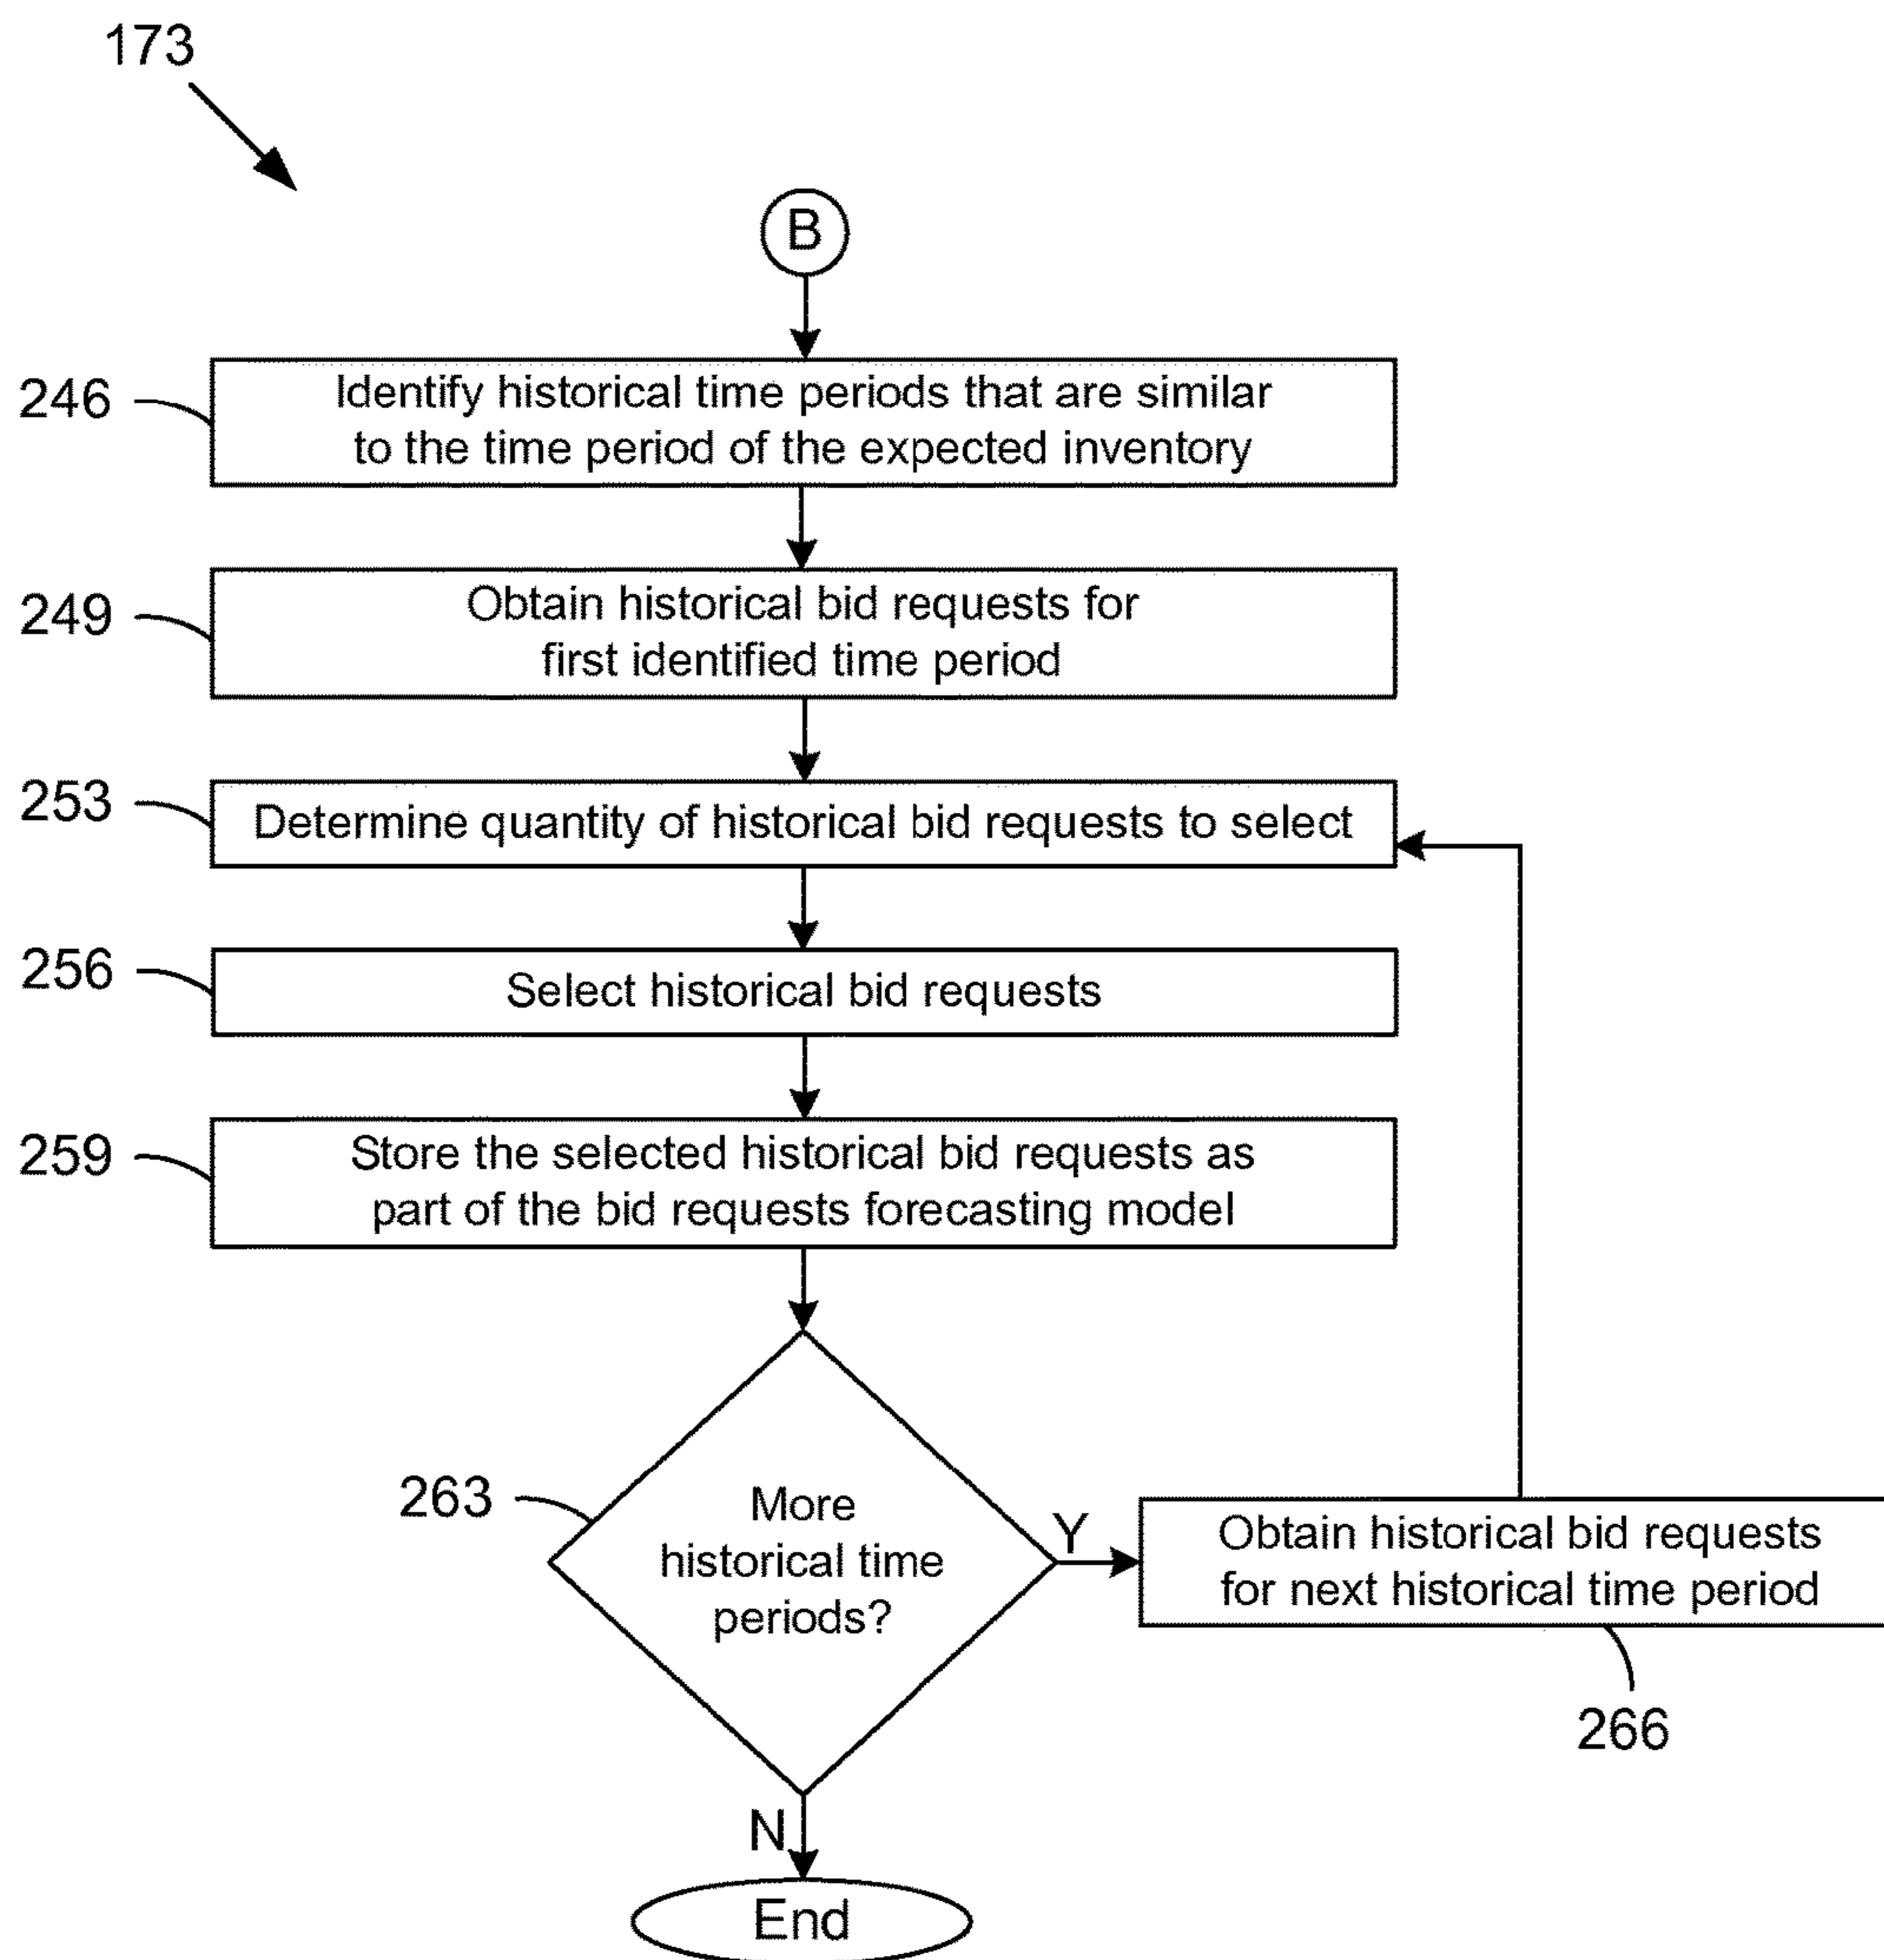 173
B
246
Identify historical time periods that are similar
to the time period of the expected inventory
249
Obtain historical bid requests for
first identified time period
253
Determine quantity of historical bid requests to select
256
Select historical bid requests
259
Store the selected historical bid requests as
part of the bid requests forecasting model
263
More
historical time
periods?
Y
Obtain historical bid requests
for next historical time period
266
N
End